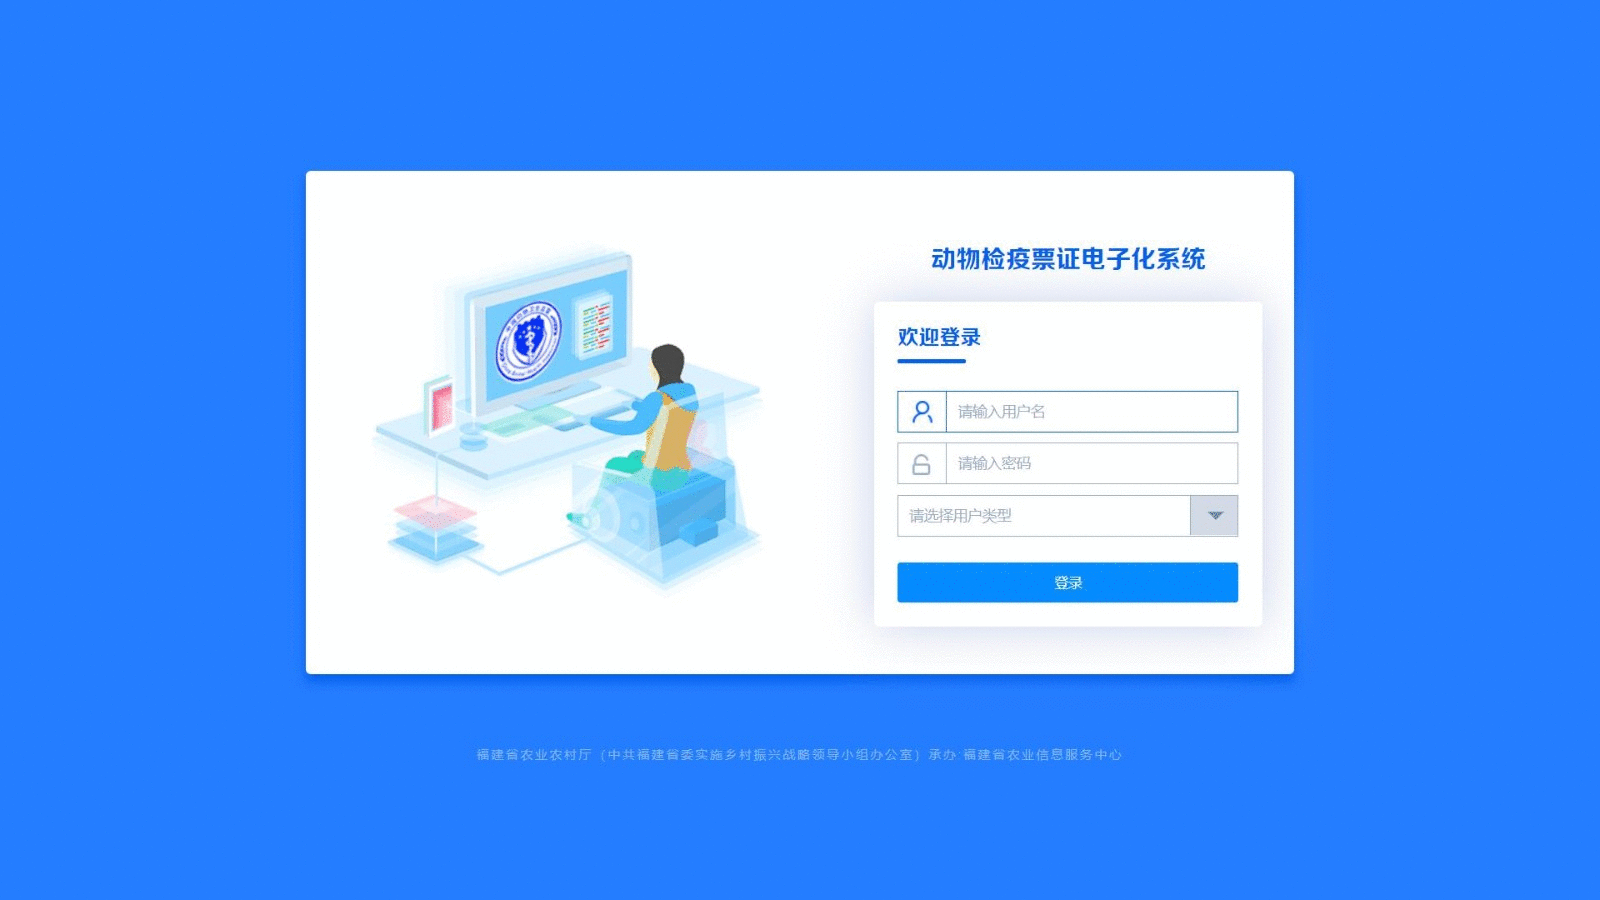 动物检疫票证电子化系统
欢迎登录
请输入用户名
请输入密码
请选择用户类型
登录
福建省农业农村厅（中共福建省委实施乡村振兴战略领导小组办公室）承办:福建省农业信息服务中心